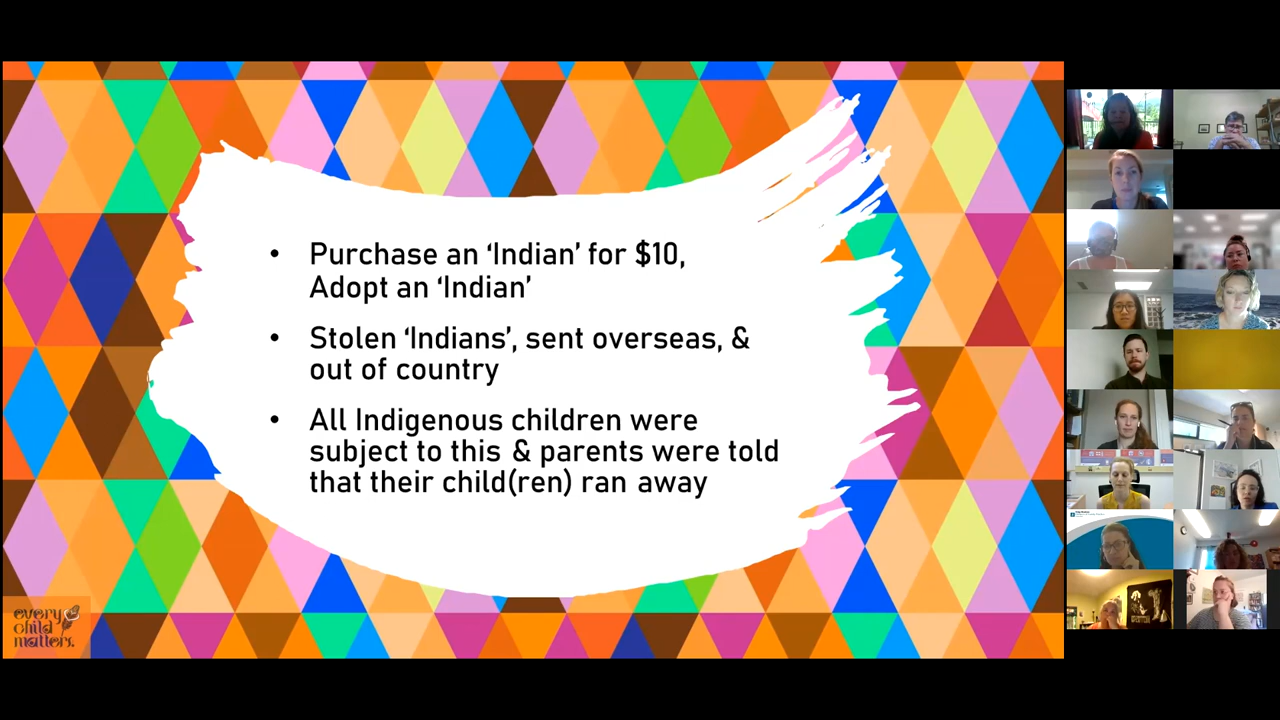 • Purchase an ‘Indian’ for $10,
Adopt an ‘Indian’
• Stolen ‘Indians’, sent overseas, &
out of country
• All Indigenous children were
subject to this & parents were told
that their child(ren) ran away
every
child
matters.